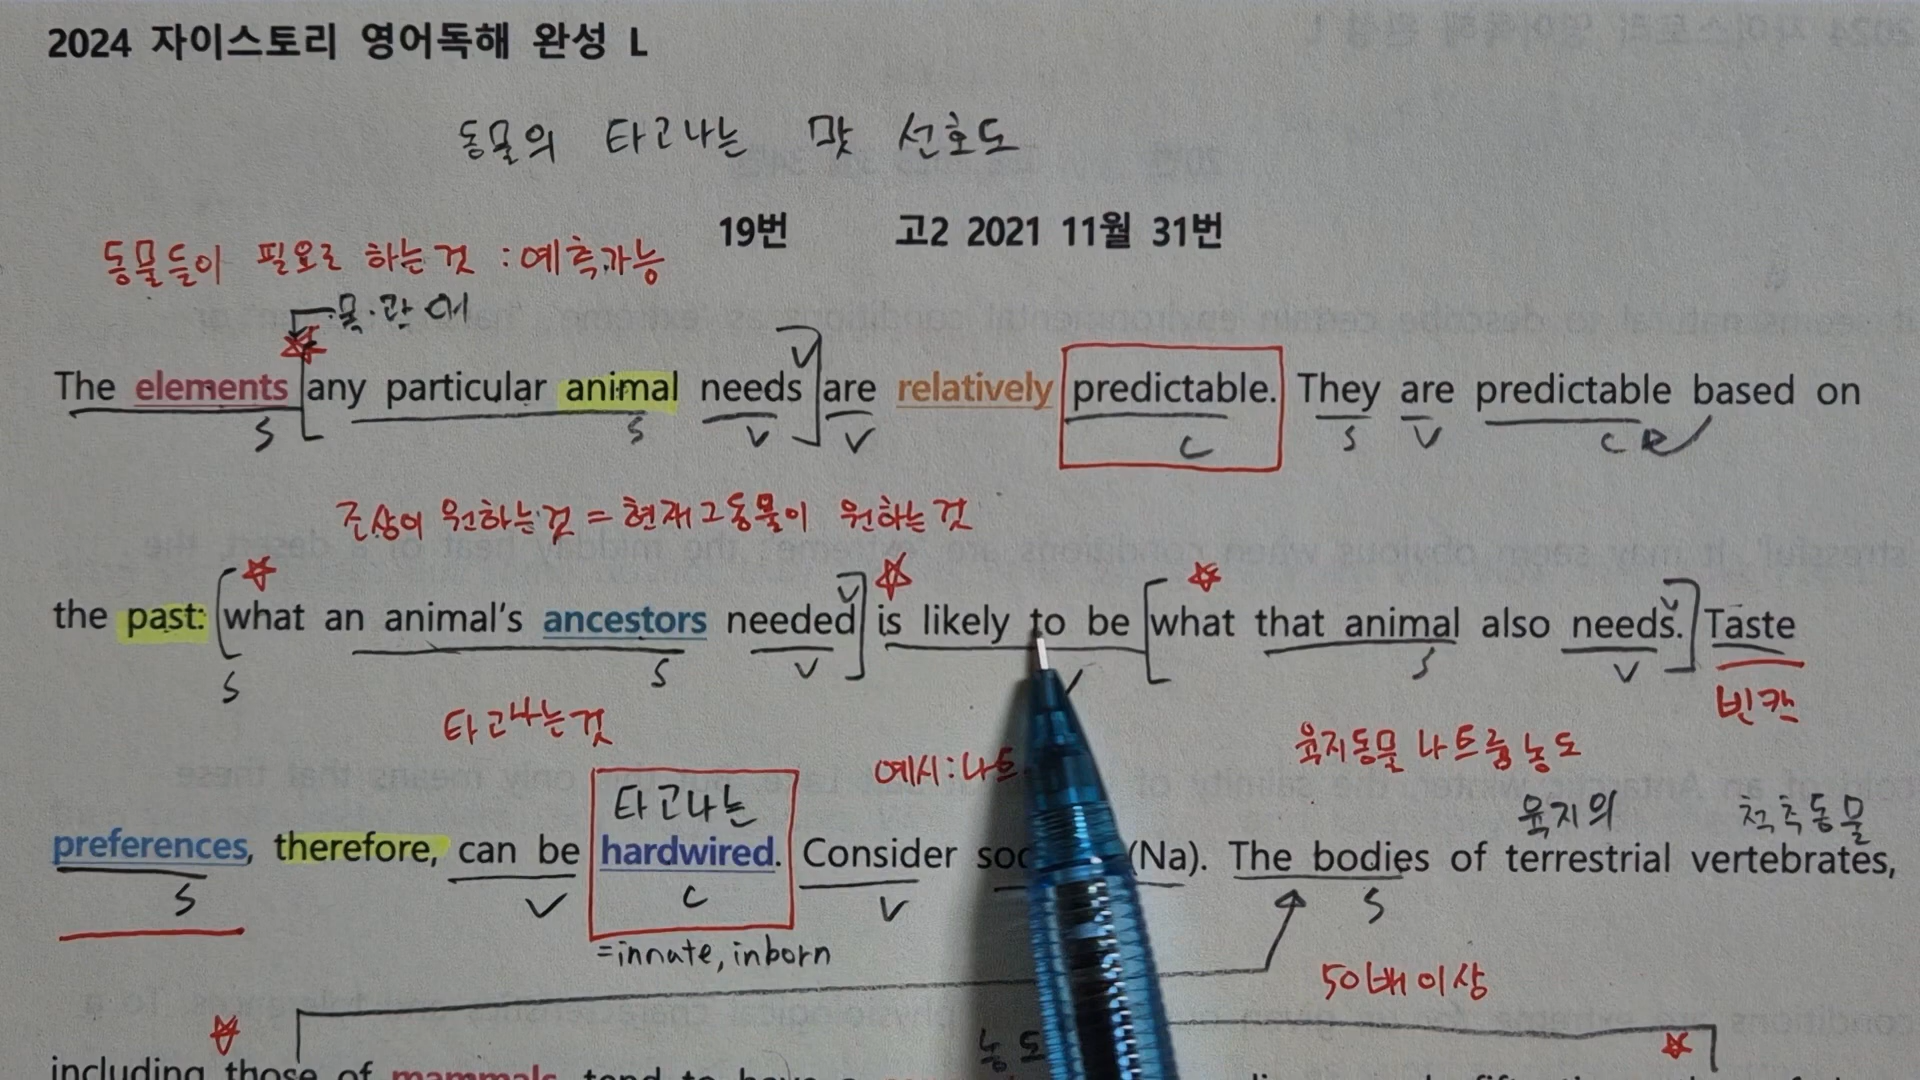 2024 자이스토리 영어독해 완성 L
동물의 타고나는 맛 선호도
19번 고2 2021 11월 31번
동물들이 필요로 하는 것 : 예측가능
목.관 대
V
The elements any particular animal needs are relatively predictable. They are predictable based on
S S V V C S V C
조상이 원하는 것 = 현재 그 동물이 원하는 것
V V
the past: what an animal's ancestors needed is likely to be what that animal also needs. Taste
S S V V S V
빈칸
타고나는 것
예시 : 나트
육지동물 나트륨 농도
타고나는 육지의 척추동물
preferences, therefore, can be hardwired. Consider (Na). The bodies of terrestrial vertebrates,
S V C V S
=innate, inborn
50배 이상
농도
including those of mammals, tend to have a